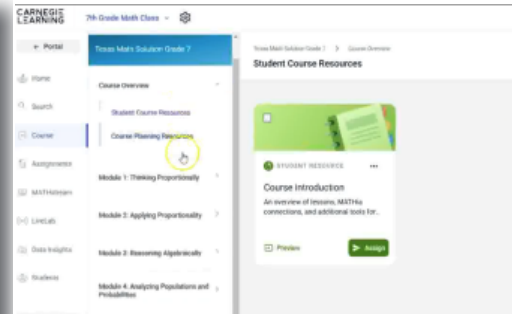 CARNEGIE
LEARNING
7th Grade Math Class
← Portal
Home
Search
Course
Assignments
MATHstream
LiveLab
Data Insights
Students
Texas Math Solution Grade 7
Course Overview
Student Course Resources
Course Planning Resources
Module 1: Thinking Proportionally
Module 2: Applying Proportionality
Module 3: Reasoning Algebraically
Module 4: Analyzing Populations and
Probabilities
Texas Math Solution Grade 7 > Course Overview
Student Course Resources
STUDENT RESOURCE
Course Introduction
An overview of lessons, MATHia
connections, and additional tools for..
Preview
Assign